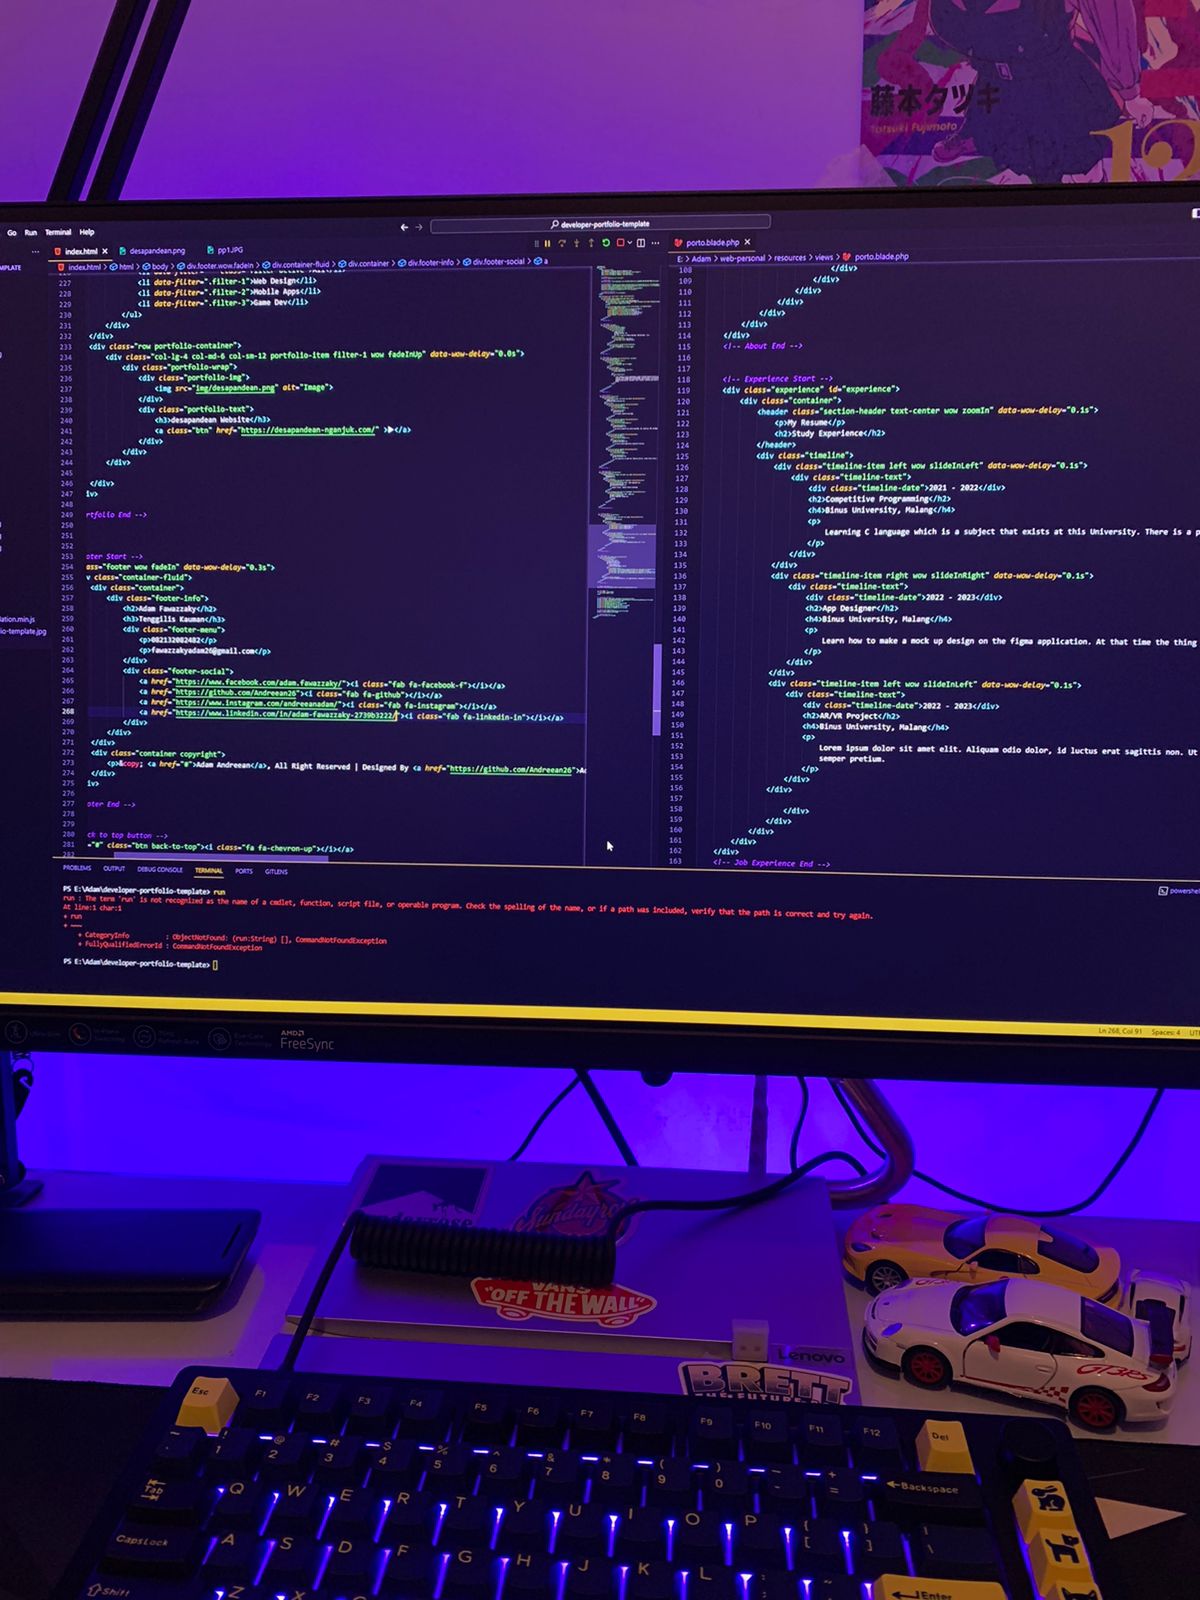 藤本タツキ
Tatsuki Fujimoto
12
Go Run Terminal Help
developer-portfolio-template
index.html
desapandean.png
pp1.JPG
index.html > html > body > div.footer.wow.fadeIn > div.container-fluid > div.container > div.footer-info > div.footer-social > a
227 <li data-filter=".filter-1">Web Design</li>
228 <li data-filter=".filter-2">Mobile Apps</li>
229 <li data-filter=".filter-3">Game Dev</li>
230 </ul>
231 </div>
232 </div>
233 <div class="row portfolio-container">
234 <div class="col-lg-4 col-md-6 col-sm-12 portfolio-item filter-1 wow fadeInUp" data-wow-delay="0.0s">
235 <div class="portfolio-wrap">
236 <div class="portfolio-img">
237 <img src="img/desapandean.png" alt="Image">
238 </div>
239 <div class="portfolio-text">
240 <h3>desapandean Website</h3>
241 <a class="btn" href="https://desapandean-nganjuk.com/" >+</a>
242 </div>
243 </div>
244 </div>
245
246 </div>
247 iv>
248
249 rtfolio End -->
250
251
252
253 oter Start -->
254 ass="footer wow fadeIn" data-wow-delay="0.3s">
255 v class="container-fluid">
256 <div class="container">
257 <div class="footer-info">
258 <h2>Adam Fawazzaky</h2>
259 <h3>Tenggilis Kauman</h3>
260 <div class="footer-menu">
261 <p>082132082482</p>
262 <p>fawazzakyadam26@gmail.com</p>
263 </div>
264 <div class="footer-social">
265 <a href="https://www.facebook.com/adam.fawazzaky/"><i class="fab fa-facebook-f"></i></a>
266 <a href="https://github.com/Andreean26"><i class="fab fa-github"></i></a>
267 <a href="https://www.instagram.com/andreeanadam/"><i class="fab fa-instagram"></i></a>
268 <a href="https://www.linkedin.com/in/adam-fawazzaky-2739b3222/"><i class="fab fa-linkedin-in"></i></a>
269 </div>
270 </div>
271 </div>
272 <div class="container copyright">
273 <p>&copy; <a href="#">Adam Andreean</a>, All Right Reserved | Designed By <a href="https://github.com/Andreean26">
274 </div>
275 iv>
276
277 oter End -->
278
279
280 ck to top button -->
281 ="#" class="btn back-to-top"><i class="fa fa-chevron-up"></i></a>
porto.blade.php
E: > Adam > web-personal > resources > views > porto.blade.php
108 </div>
109 </div>
110 </div>
111 </div>
112 </div>
113 </div>
114 </div>
115 <!-- About End -->
116
117
118 <!-- Experience Start -->
119 <div class="experience" id="experience">
120 <div class="container">
121 <header class="section-header text-center wow zoomIn" data-wow-delay="0.1s">
122 <p>My Resume</p>
123 <h2>Study Experience</h2>
124 </header>
125 <div class="timeline">
126 <div class="timeline-item left wow slideInLeft" data-wow-delay="0.1s">
127 <div class="timeline-text">
128 <div class="timeline-date">2021 - 2022</div>
129 <h2>Competitive Programming</h2>
130 <h4>Binus University, Malang</h4>
131 <p>
132 Learning C language which is a subject that exists at this University. There is a p
133 </p>
134 </div>
135 </div>
136 <div class="timeline-item right wow slideInRight" data-wow-delay="0.1s">
137 <div class="timeline-text">
138 <div class="timeline-date">2022 - 2023</div>
139 <h2>App Designer</h2>
140 <h4>Binus University, Malang</h4>
141 <p>
142 Learn how to make a mock up design on the figma application. At that time the thing
143 </p>
144 </div>
145 </div>
146 <div class="timeline-item left wow slideInLeft" data-wow-delay="0.1s">
147 <div class="timeline-text">
148 <div class="timeline-date">2022 - 2023</div>
149 <h2>AR/VR Project</h2>
150 <h4>Binus University, Malang</h4>
151 <p>
152 Lorem ipsum dolor sit amet elit. Aliquam odio dolor, id luctus erat sagittis non. Ut
153 semper pretium.
154 </p>
155 </div>
156 </div>
157
158 </div>
159 </div>
160 </div>
161 </div>
162 </div>
163 <!-- Job Experience End -->
PROBLEMS OUTPUT DEBUG CONSOLE TERMINAL PORTS GITLENS
PS E:\Adam\developer-portfolio-template> run
run : The term 'run' is not recognized as the name of a cmdlet, function, script file, or operable program. Check the spelling of the name, or if a path was included, verify that the path is correct and try again.
At line:1 char:1
+ run
+ ~~~
+ CategoryInfo : ObjectNotFound: (run:String) [], CommandNotFoundException
+ FullyQualifiedErrorId : CommandNotFoundException
PS E:\Adam\developer-portfolio-template>
Ln 268, Col 91 Spaces: 4
AMD
FreeSync
Sundayr
VANS
"OFF THE WALL"
Lenovo
BRETT
GT3RS
Esc F1 F2 F3 F4 F5 F6 F7 F8 F9 F10 F11 F12 Del
1 2 3 4 5 6 7 8 9 0 - = Backspace
Tab Q W E R T Y U I O P [ ]
CapsLock A S D F G H J K L
Shift Z X Enter